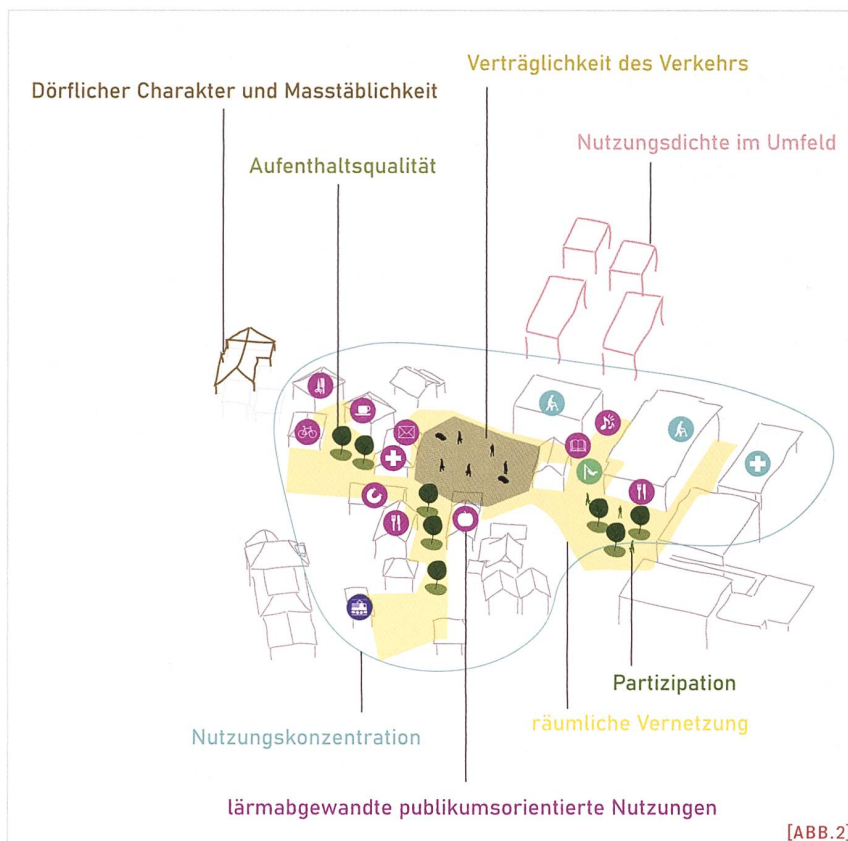 Verträglichkeit des Verkehrs
Dörflicher Charakter und Masstäblichkeit
Nutzungsdichte im Umfeld
Aufenthaltsqualität
Partizipation
räumliche Vernetzung
Nutzungskonzentration
lärmabgewandte publikumsorientierte Nutzungen
[ABB.2]